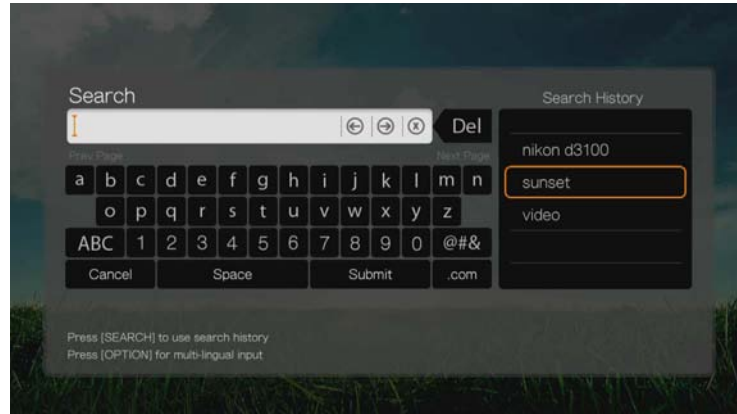 Search
Search History
Del
Prev Page
Next Page
a b c d e f g h i j k l m n
o p q r s t u v w x y z
ABC 1 2 3 4 5 6 7 8 9 0 @#&
Cancel Space Submit .com
nikon d3100
sunset
video
Press [SEARCH] to use search history
Press [OPTION] for multi-lingual input